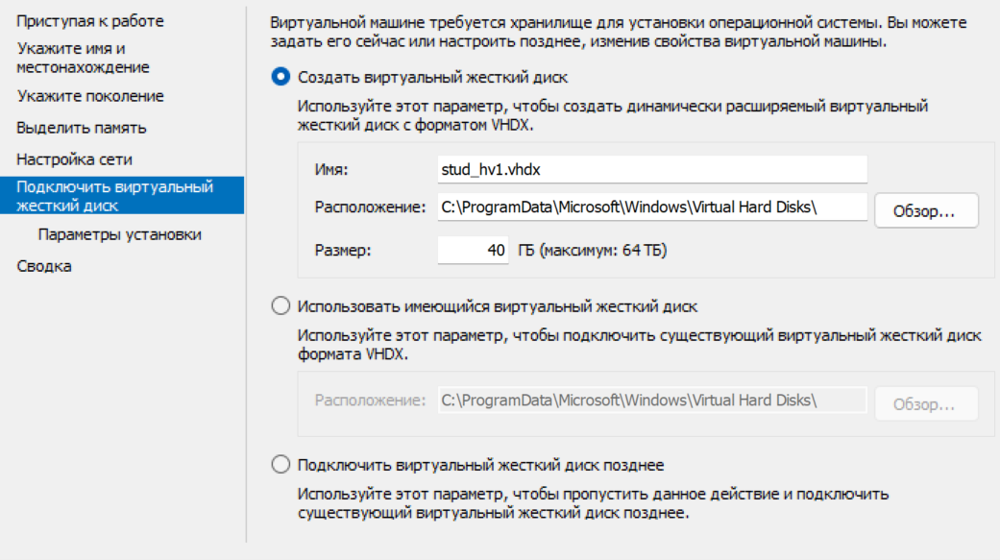 Приступая к работе
Укажите имя и
местонахождение
Укажите поколение
Выделить память
Настройка сети
Подключить виртуальный
жесткий диск
Параметры установки
Сводка
Виртуальной машине требуется хранилище для установки операционной системы. Вы можете
задать его сейчас или настроить позднее, изменив свойства виртуальной машины.
Создать виртуальный жесткий диск
Используйте этот параметр, чтобы создать динамически расширяемый виртуальный
жесткий диск с форматом VHDX.
Имя: stud_hv1.vhdx
Расположение: C:\ProgramData\Microsoft\Windows\Virtual Hard Disks\ Обзор...
Размер: 40 ГБ (максимум: 64 ТБ)
Использовать имеющийся виртуальный жесткий диск
Используйте этот параметр, чтобы подключить существующий виртуальный жесткий диск
формата VHDX.
Расположение: C:\ProgramData\Microsoft\Windows\Virtual Hard Disks\ Обзор...
Подключить виртуальный жесткий диск позднее
Используйте этот параметр, чтобы пропустить данное действие и подключить
существующий виртуальный жесткий диск позднее.